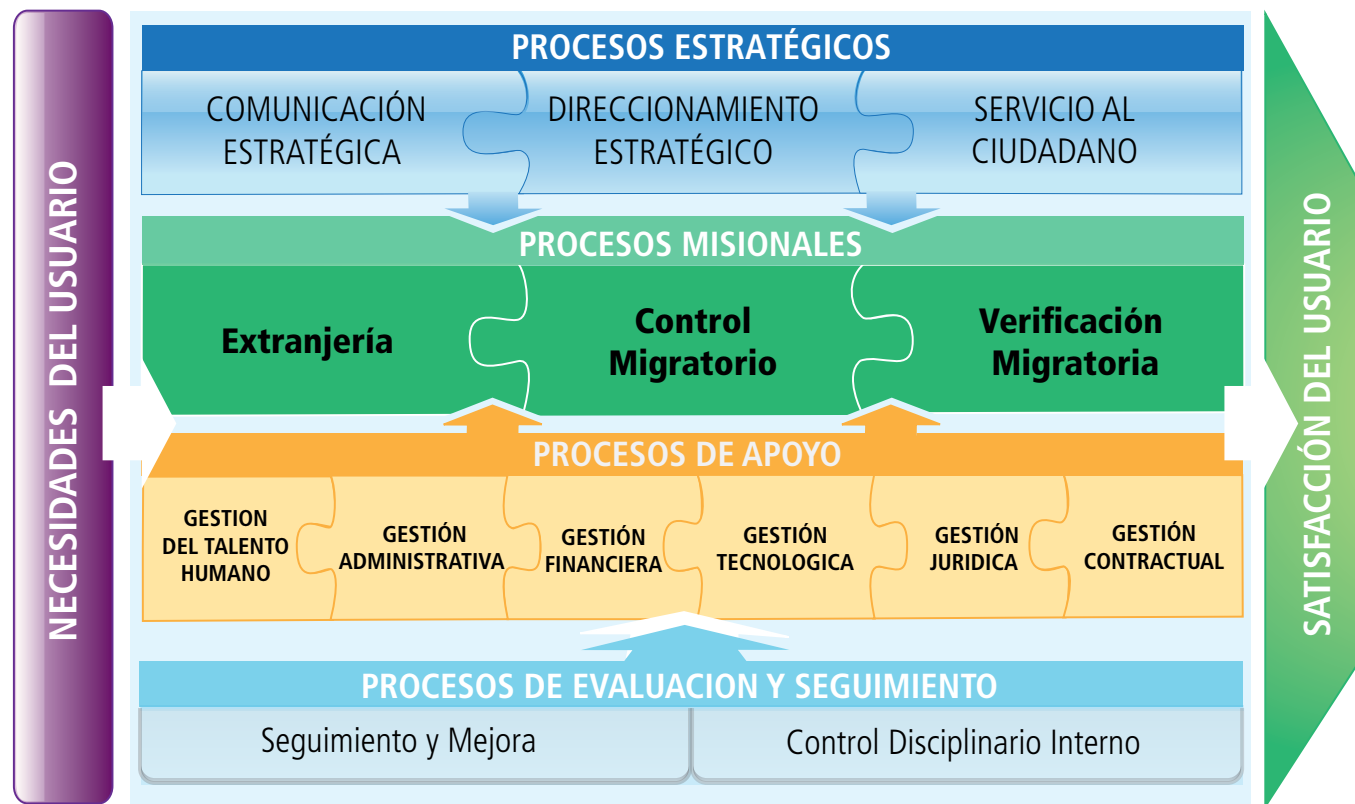 NECESIDADES DEL USUARIO
PROCESOS ESTRATÉGICOS
COMUNICACIÓN
ESTRATÉGICA
DIRECCIONAMIENTO
ESTRATÉGICO
SERVICIO AL
CIUDADANO
PROCESOS MISIONALES
Extranjería
Control
Migratorio
Verificación
Migratoria
PROCESOS DE APOYO
GESTION
DEL TALENTO
HUMANO
GESTIÓN
ADMINISTRATIVA
GESTIÓN
FINANCIERA
GESTIÓN
TECNOLOGICA
GESTIÓN
JURIDICA
GESTIÓN
CONTRACTUAL
PROCESOS DE EVALUACION Y SEGUIMIENTO
Seguimiento y Mejora
Control Disciplinario Interno
SATISFACCIÓN DEL USUARIO